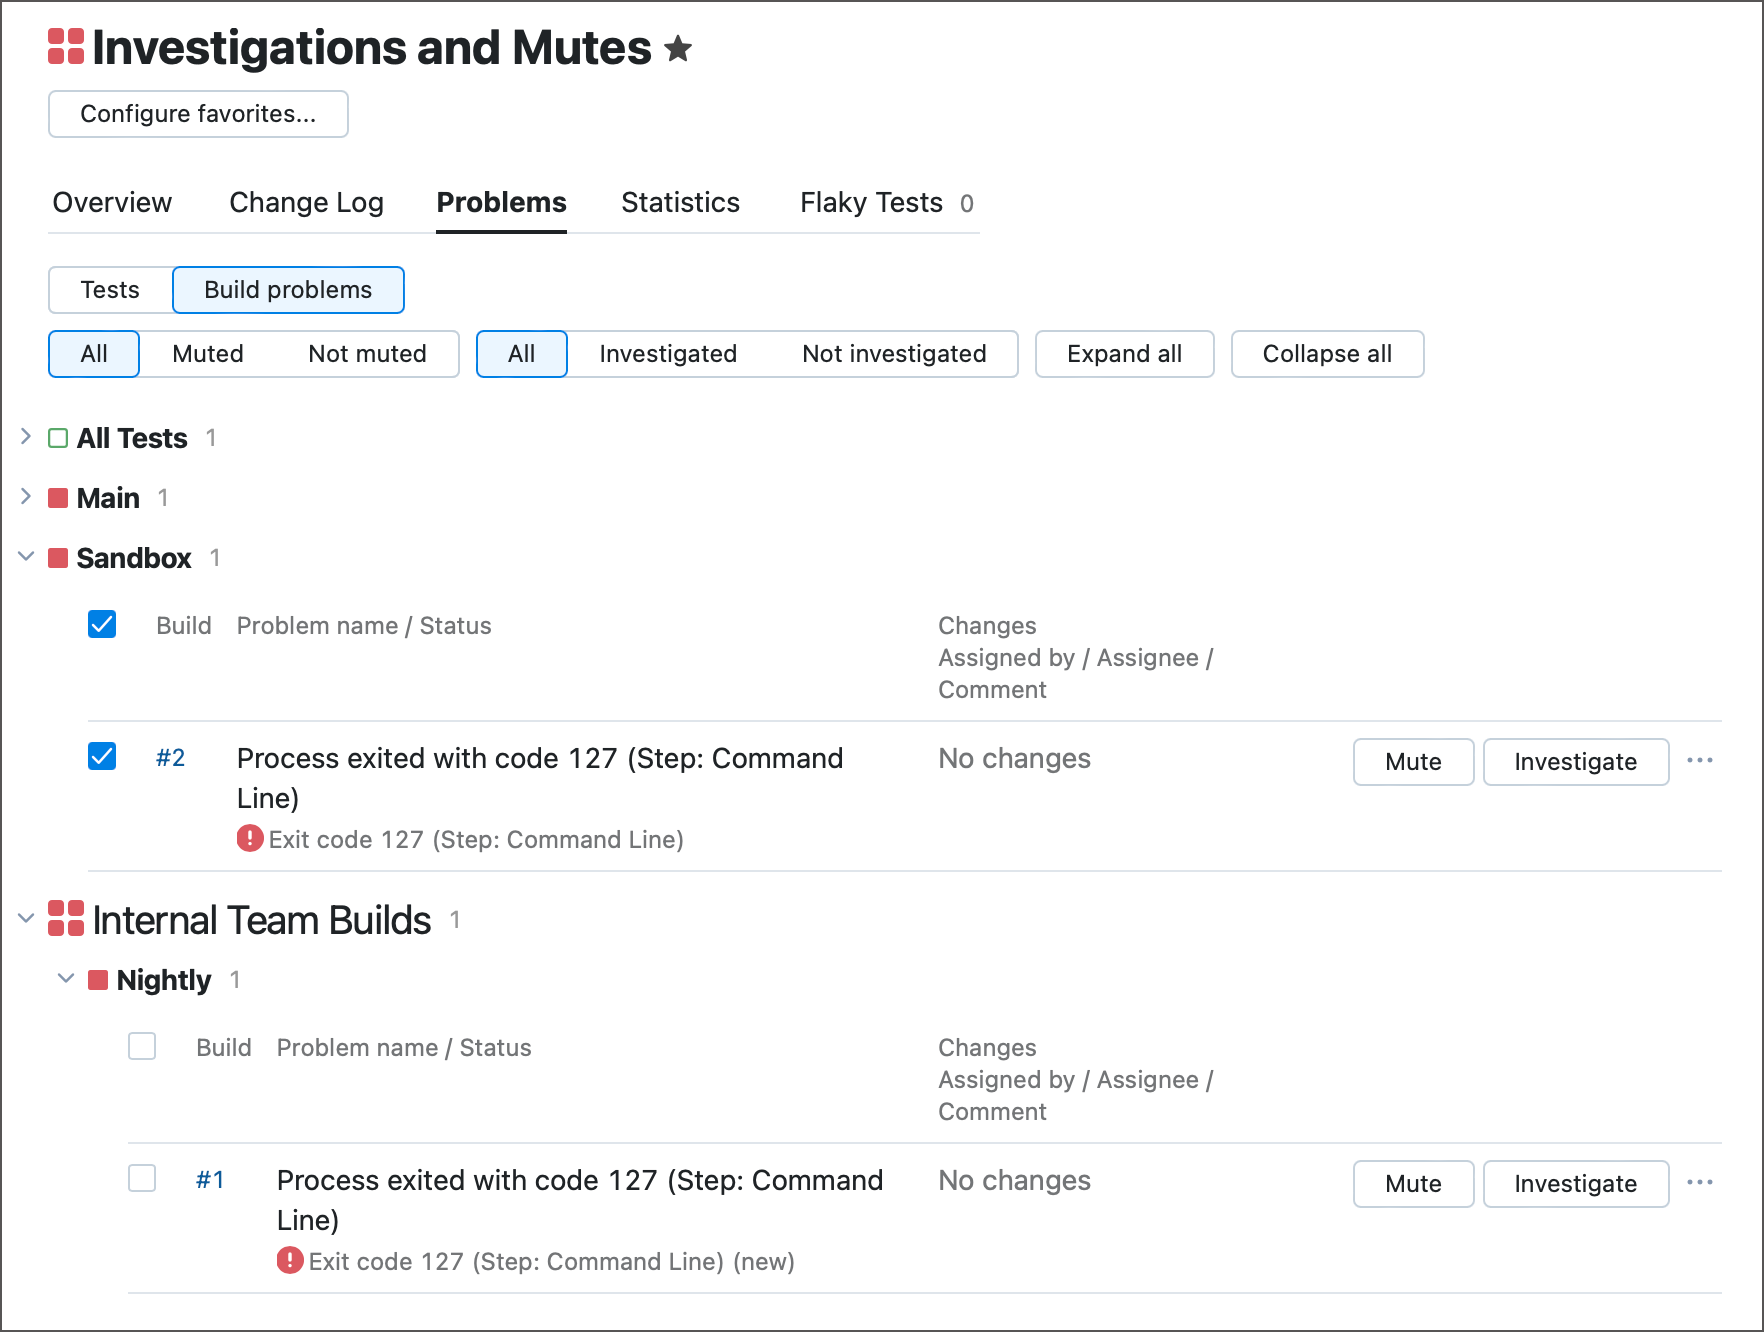 Investigations and Mutes
Configure favorites...
Overview Change Log Problems Statistics Flaky Tests 0
Tests Build problems
All Muted Not muted All Investigated Not investigated Expand all Collapse all
All Tests 1
Main 1
Sandbox 1
Build Problem name / Status Changes
Assigned by / Assignee /
Comment
#2 Process exited with code 127 (Step: Command No changes Mute Investigate ...
Line)
Exit code 127 (Step: Command Line)
Internal Team Builds 1
Nightly 1
Build Problem name / Status Changes
Assigned by / Assignee /
Comment
#1 Process exited with code 127 (Step: Command No changes Mute Investigate ...
Line)
Exit code 127 (Step: Command Line) (new)